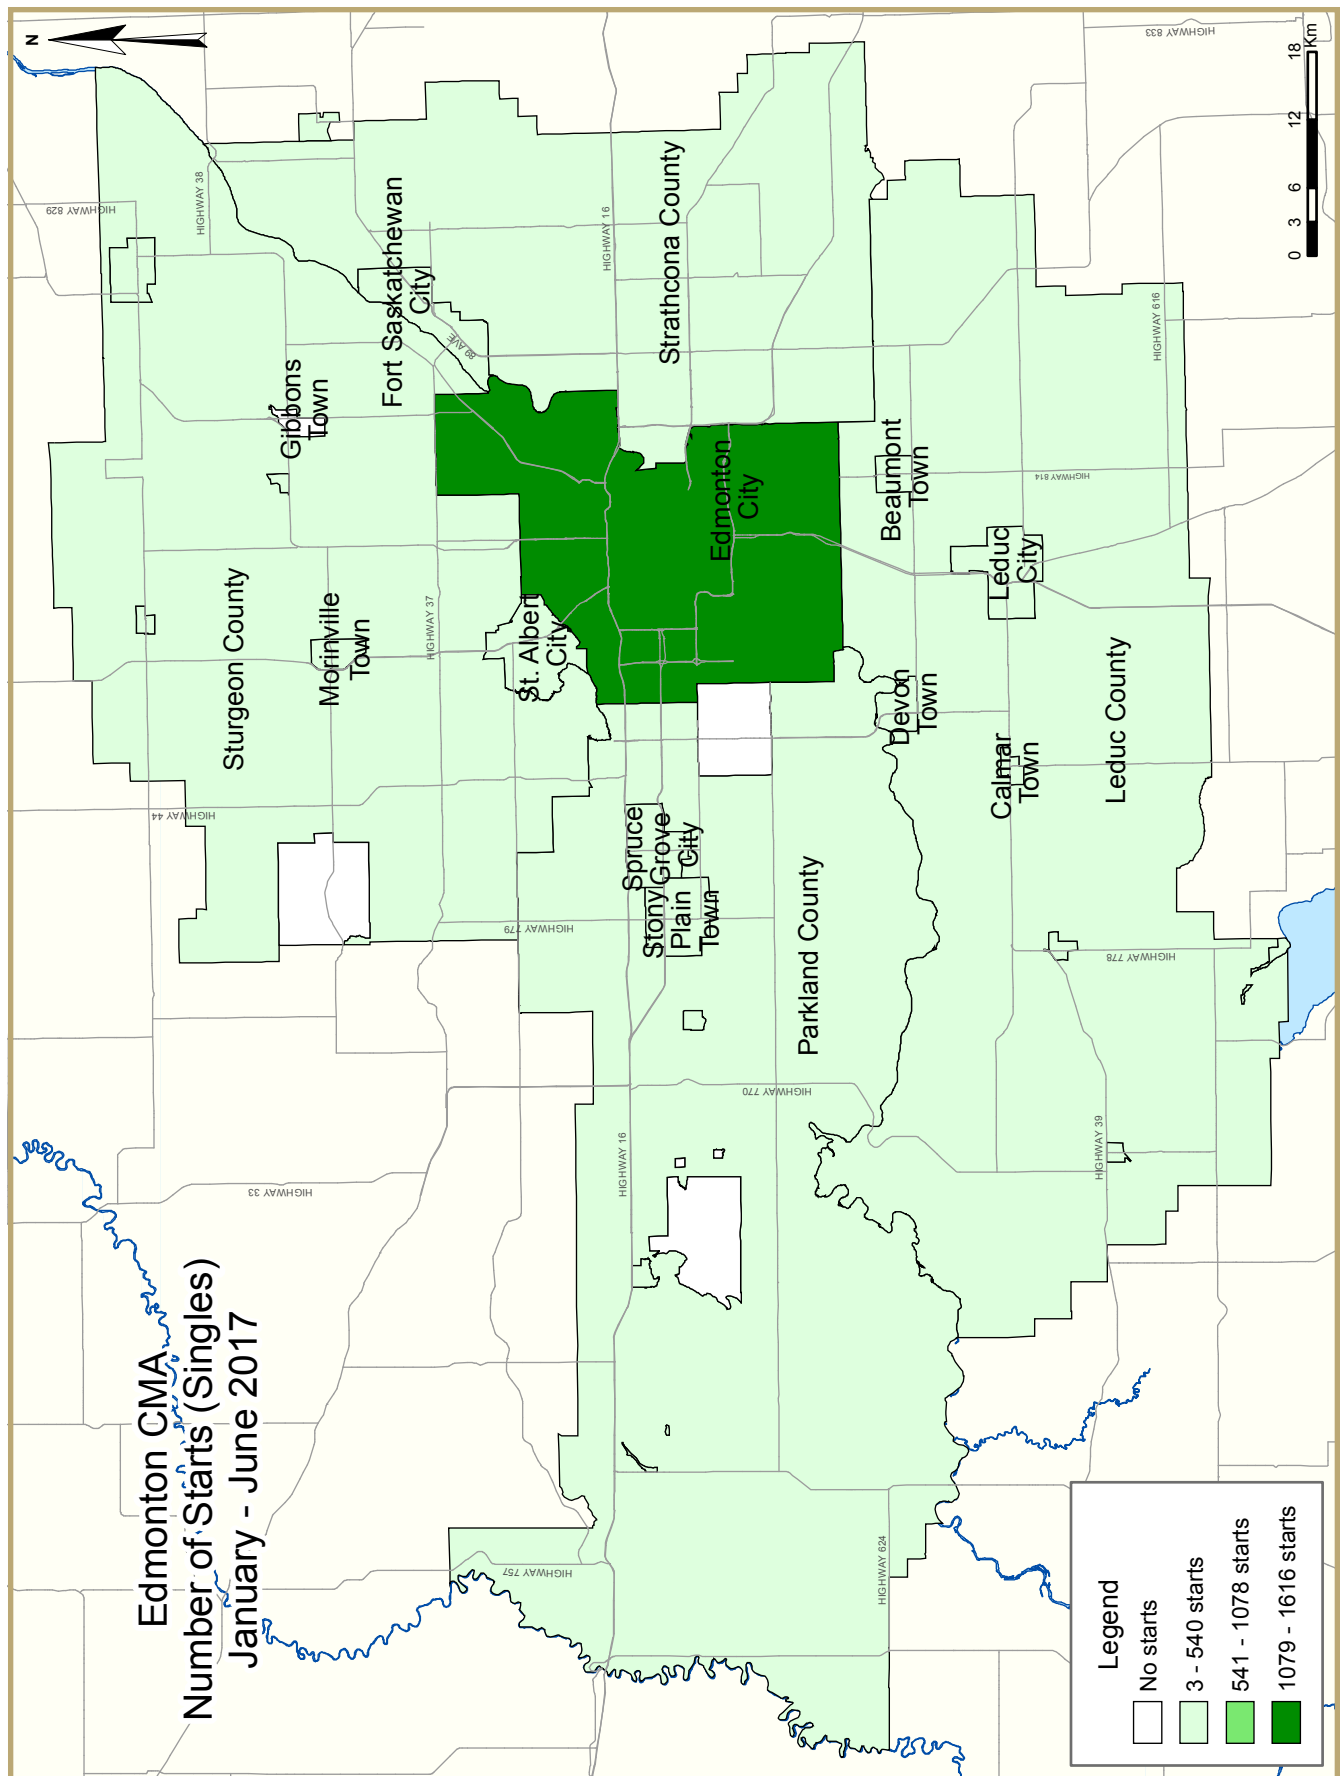 Edmonton CMA
Number of Starts (Singles)
January - June 2017
N
HIGHWAY 757
HIGHWAY 33
HIGHWAY 44
HIGHWAY 829
HIGHWAY 38
HIGHWAY 833
Sturgeon County
Morinville
Town
Gibbons
Town
Fort Saskatchewan
City
89 AVE
HIGHWAY 37
HIGHWAY 779
St. Albert
City
HIGHWAY 16
HIGHWAY 16
Spruce
Grove
City
Stony
Plain
Town
Edmonton
City
Strathcona County
HIGHWAY 770
Parkland County
HIGHWAY 624
Devon
Town
Beaumont
Town
Calmar
Town
Leduc
City
HIGHWAY 814
HIGHWAY 39
HIGHWAY 778
Leduc County
HIGHWAY 616
Legend
No starts
3 - 540 starts
541 - 1078 starts
1079 - 1616 starts
0 3 6 12 18
Km